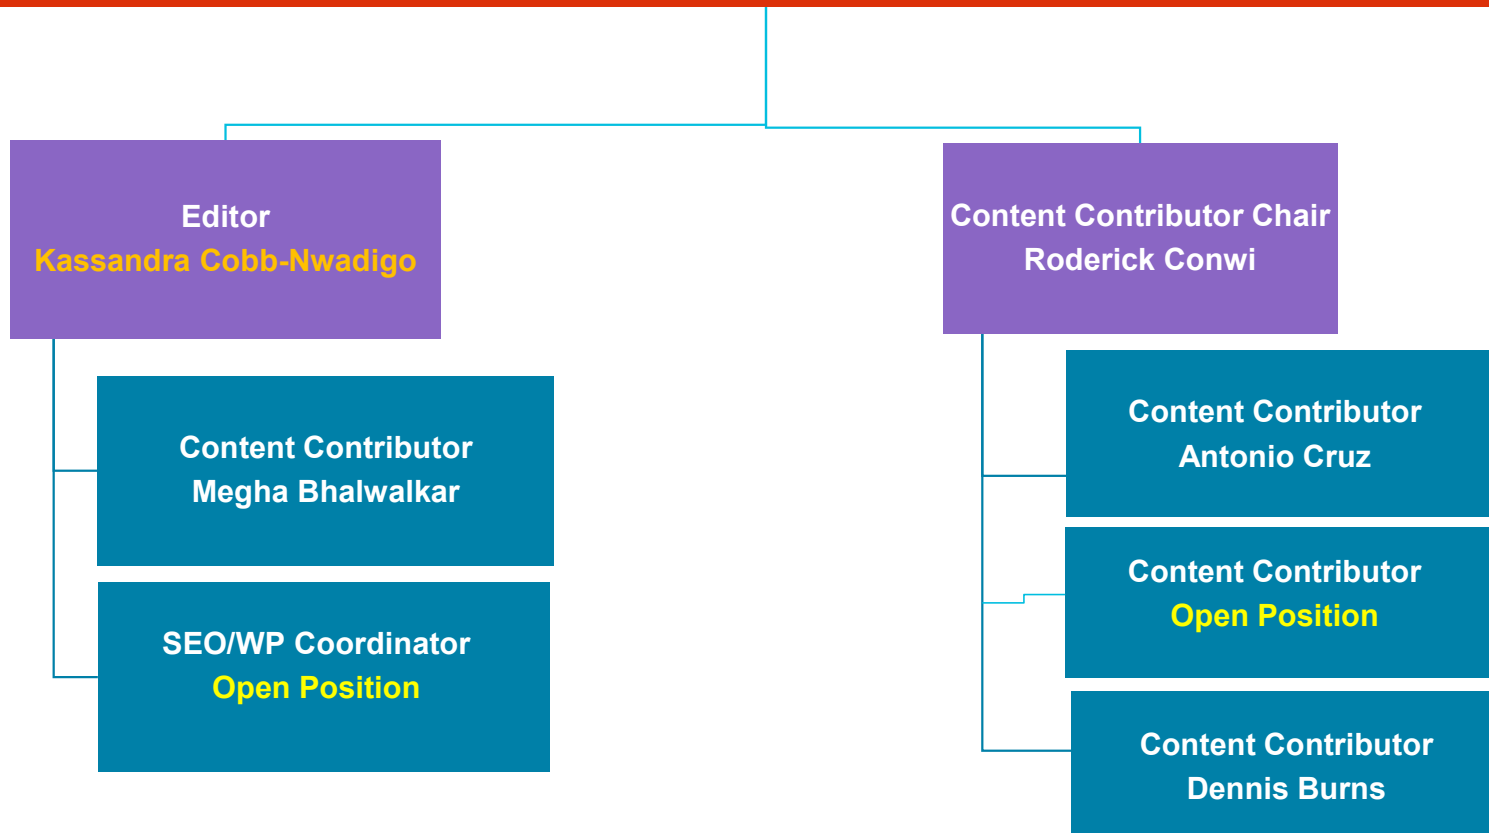 Editor
Kassandra Cobb-Nwadigo
Content Contributor
Megha Bhalwalkar
SEO/WP Coordinator
Open Position
Content Contributor Chair
Roderick Conwi
Content Contributor
Antonio Cruz
Content Contributor
Open Position
Content Contributor
Dennis Burns